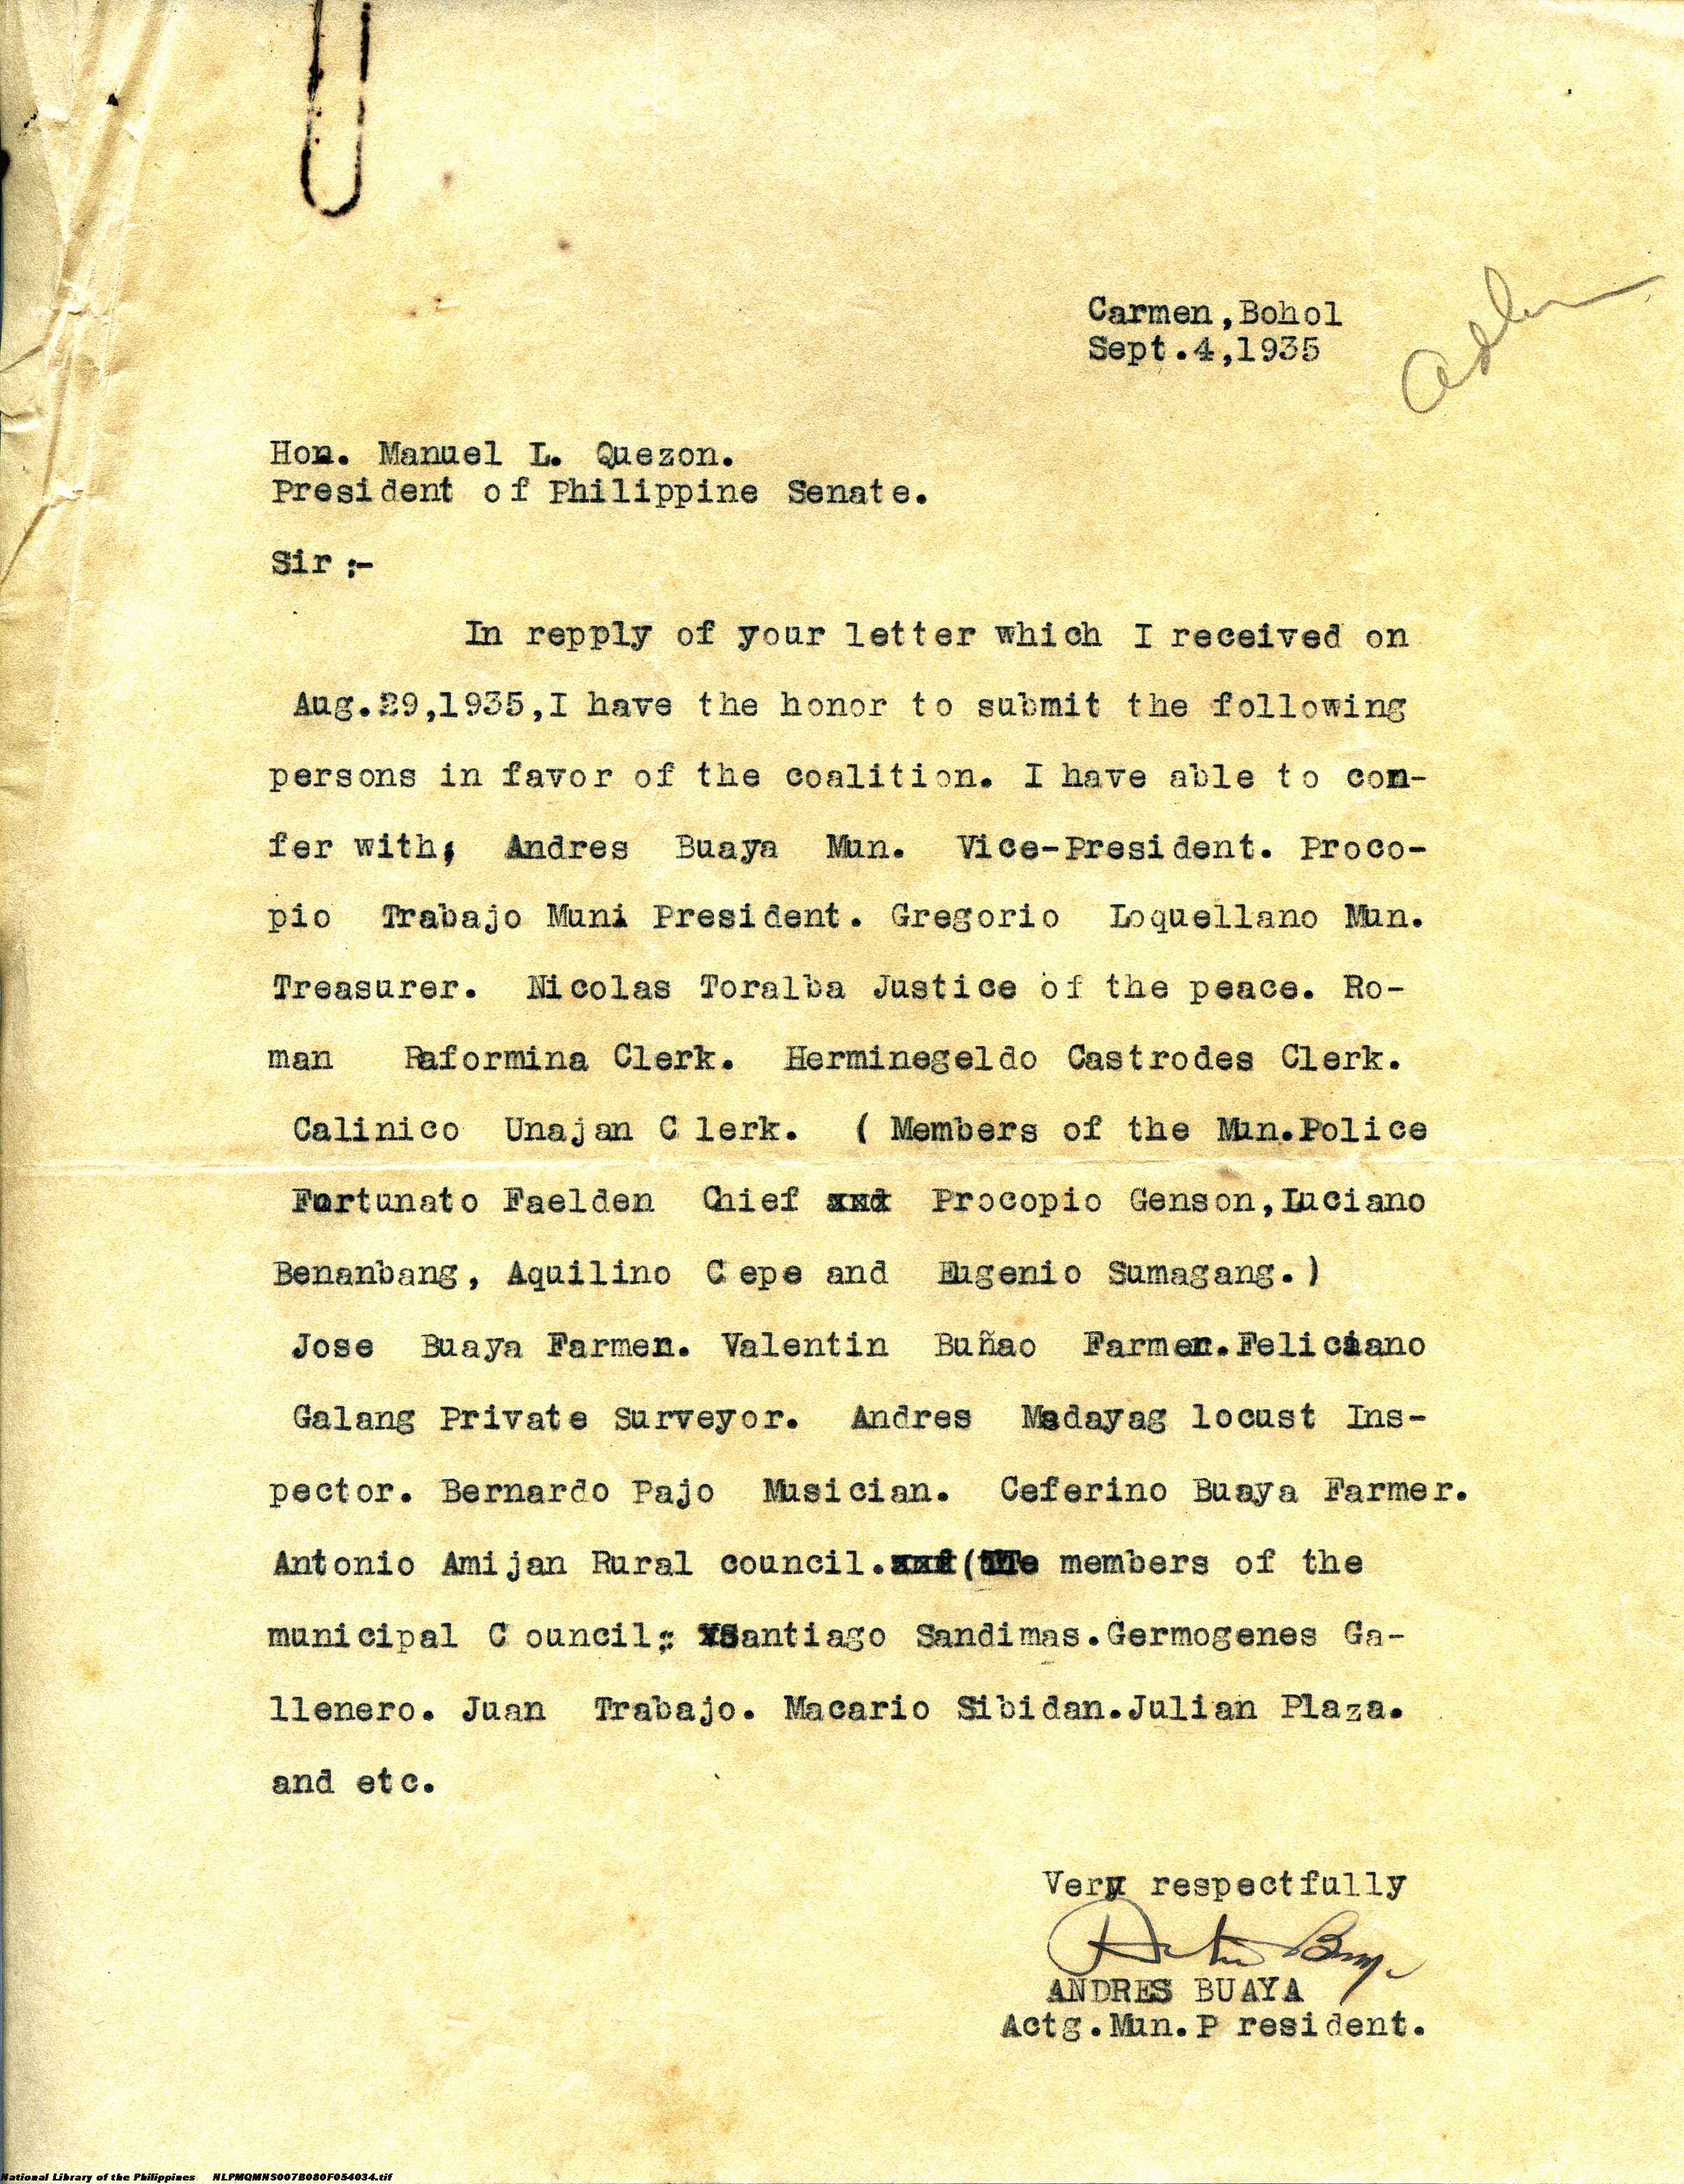 Carmen,Bohol
Sept.4,1935
Hon. Manuel L. Quezon.
President of Philippine Senate.
Sir :-
In repply of your letter which I received on
Aug.29,1935,I have the honor to submit the following
persons in favor of the coalition. I have able to con-
fer with; Andres Buaya Mun. Vice-President. Proco-
pio Trabajo Muni President. Gregorio Loquellano Mun.
Treasurer. Nicolas Toralba Justice of the peace. Ro-
man Raformina Clerk. Herminegeldo Castrodes Clerk.
Calinico Unajan C lerk. ( Members of the Mun.Police
Fortunato Faelden Chief Procopio Genson,Luciano
Benanbang, Aquilino C epe and Eugenio Sumagang.)
Jose Buaya Farmer. Valentin Buñao Farmer.Feliciano
Galang Private Surveyor. Andres Madayag locust Ins-
pector. Bernardo Pajo Musician. Ceferino Buaya Farmer.
Antonio Amijan Rural council.(The members of the
municipal C ouncil; Santiago Sandimas.Germogenes Ga-
llenero. Juan Trabajo. Macario Sibidan.Julian Plaza.
and etc.
Very respectfully
ANDRES BUAYA
Actg.Mun.P resident.
National Library of the Philippines NLPMQMNS007B080F054034.tif